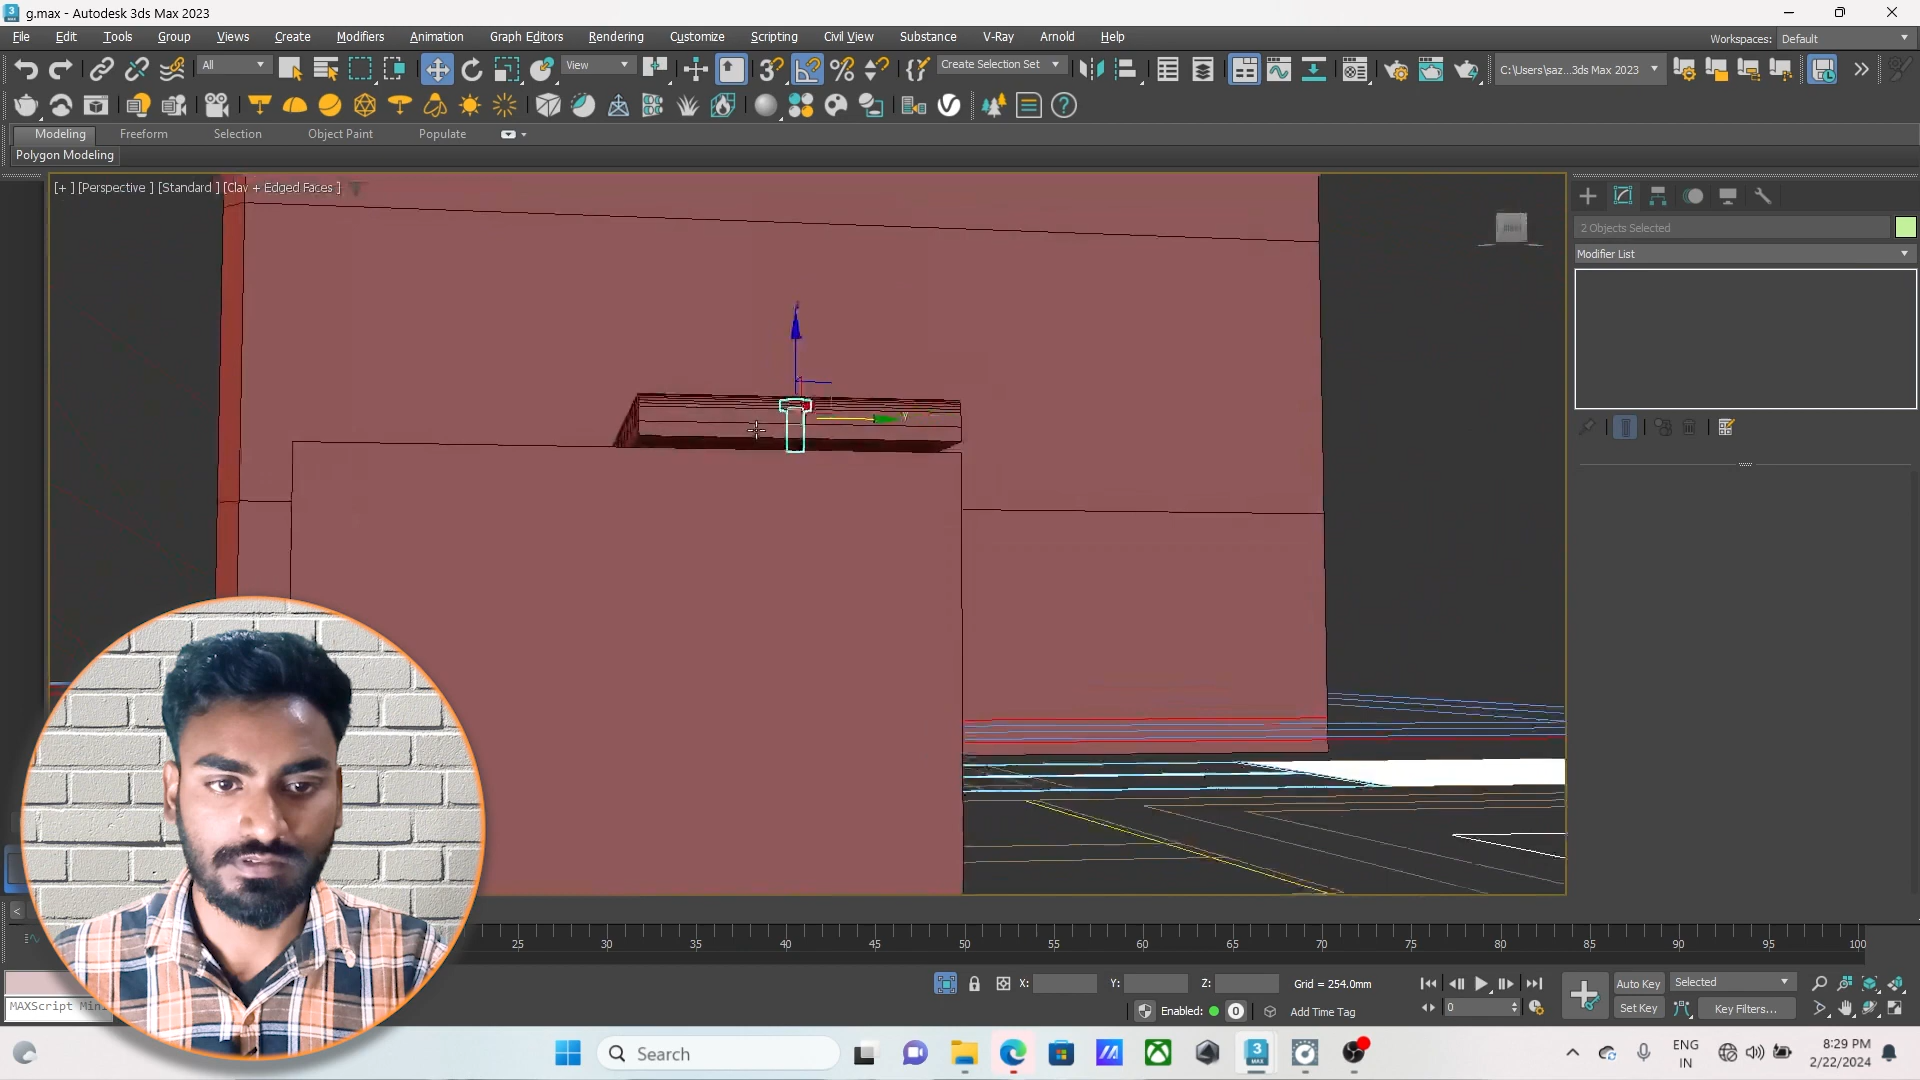 g.max - Autodesk 3ds Max 2023
File Edit Tools Group Views Create Modifiers Animation Graph Editors Rendering Customize Scripting Civil View Substance V-Ray Arnold Help
Workspaces: Default
All View Create Selection Set C:\Users\saz...3ds Max 2023
Modeling Freeform Selection Object Paint Populate
Polygon Modeling
[+ ] [Perspective ] [Standard ] [Clay + Edged Faces ]
2 Objects Selected
Modifier List
y
25 30 35 40 45 50 55 60 65 70 75 80 85 90 95 100
X: Y: Z: Grid = 254.0mm
Auto Key Selected
MAXScript Mini
Enabled: 0 Add Time Tag
0 Set Key Key Filters...
Search
ENG
IN
8:29 PM
2/22/2024